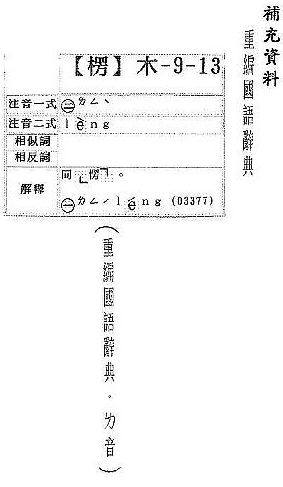 補充資料
重編國語辭典
【楞】木-9-13
注音一式 ㊁ㄌㄥˋ
注音二式 lèng
相似詞
相反詞
解釋 同「愣」。
㊀ㄌㄥˊ léng (03377)
(重編國語辭典.ㄌ音)